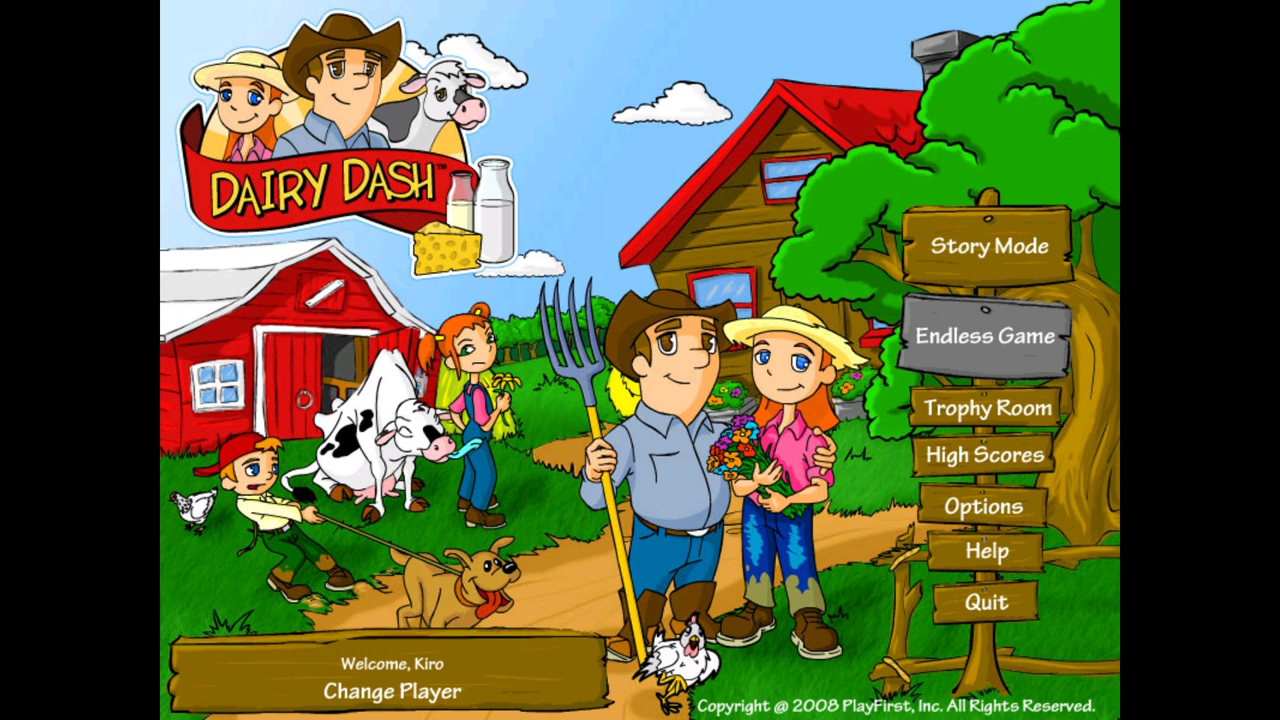 DAIRY DASH™
Story Mode
Endless Game
Trophy Room
High Scores
Options
Help
Quit
Welcome, Kiro
Change Player
Copyright @ 2008 PlayFirst, Inc. All Rights Reserved.